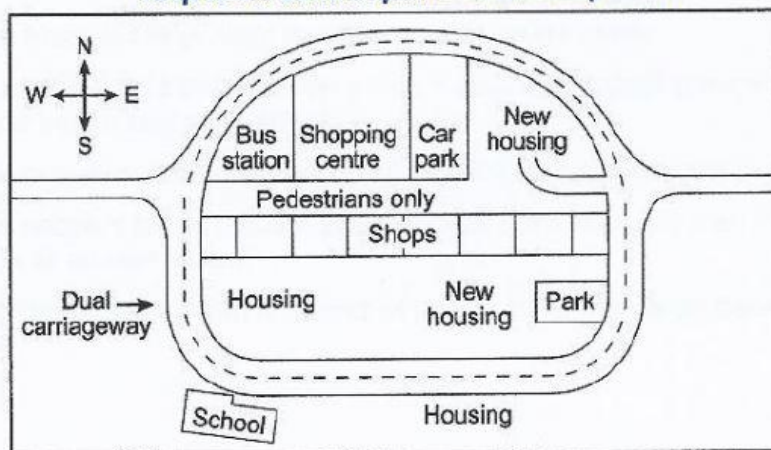 N
W E
S
Bus
station
Shopping
centre
Car
park
New
housing
Pedestrians only
Shops
Dual
carriageway
Housing
New
housing
Park
School
Housing